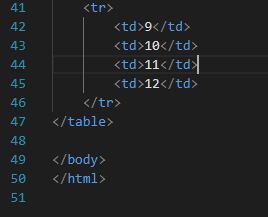 41 <tr>
42 <td>9</td>
43 <td>10</td>
44 <td>11</td>
45 <td>12</td>
46 </tr>
47 </table>
48
49 </body>
50 </html>
51